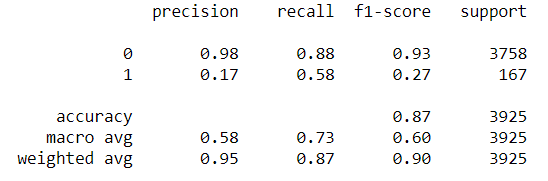 precision recall f1-score support
0 0.98 0.88 0.93 3758
1 0.17 0.58 0.27 167
accuracy 0.87 3925
macro avg 0.58 0.73 0.60 3925
weighted avg 0.95 0.87 0.90 3925